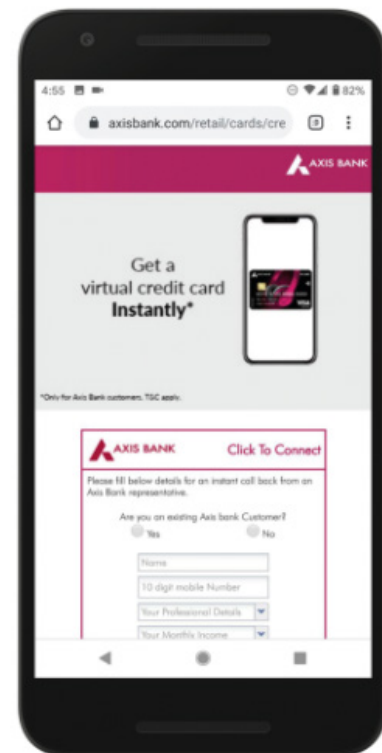 4:55 82%
axisbank.com/retail/cards/cre
AXIS BANK
Get a
virtual credit card
Instantly*
*Only for Axis Bank customers. T&C apply.
AXIS BANK Click To Connect
Please fill below details for an instant call back from an
Axis Bank representative.
Are you an existing Axis bank Customer?
Yes No
Name
10 digit mobile Number
Your Professional Details
Your Monthly Income